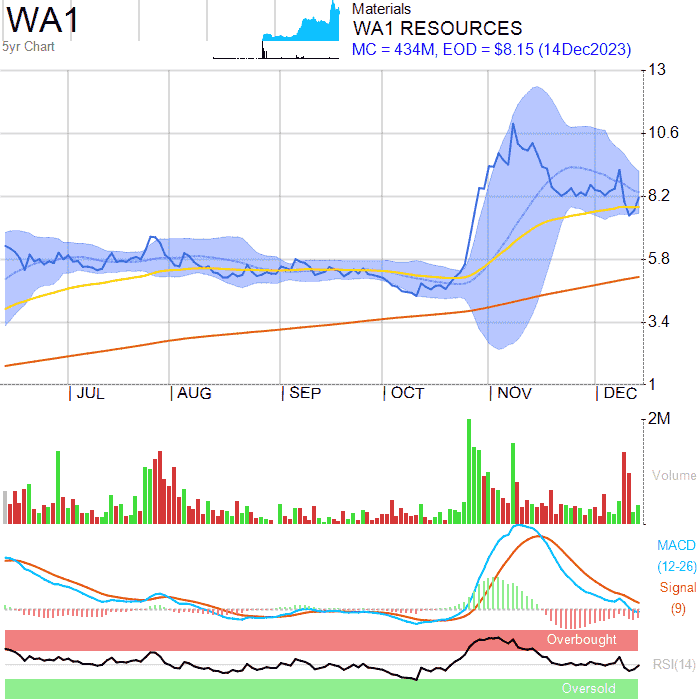 WA1
5yr Chart
Materials
WA1 RESOURCES
MC = 434M, EOD = $8.15 (14Dec2023)
13
10.6
8.2
5.8
3.4
1
JUL AUG SEP OCT NOV DEC
2M
Volume
MACD
(12-26)
Signal
(9)
Overbought
RSI(14)
Oversold